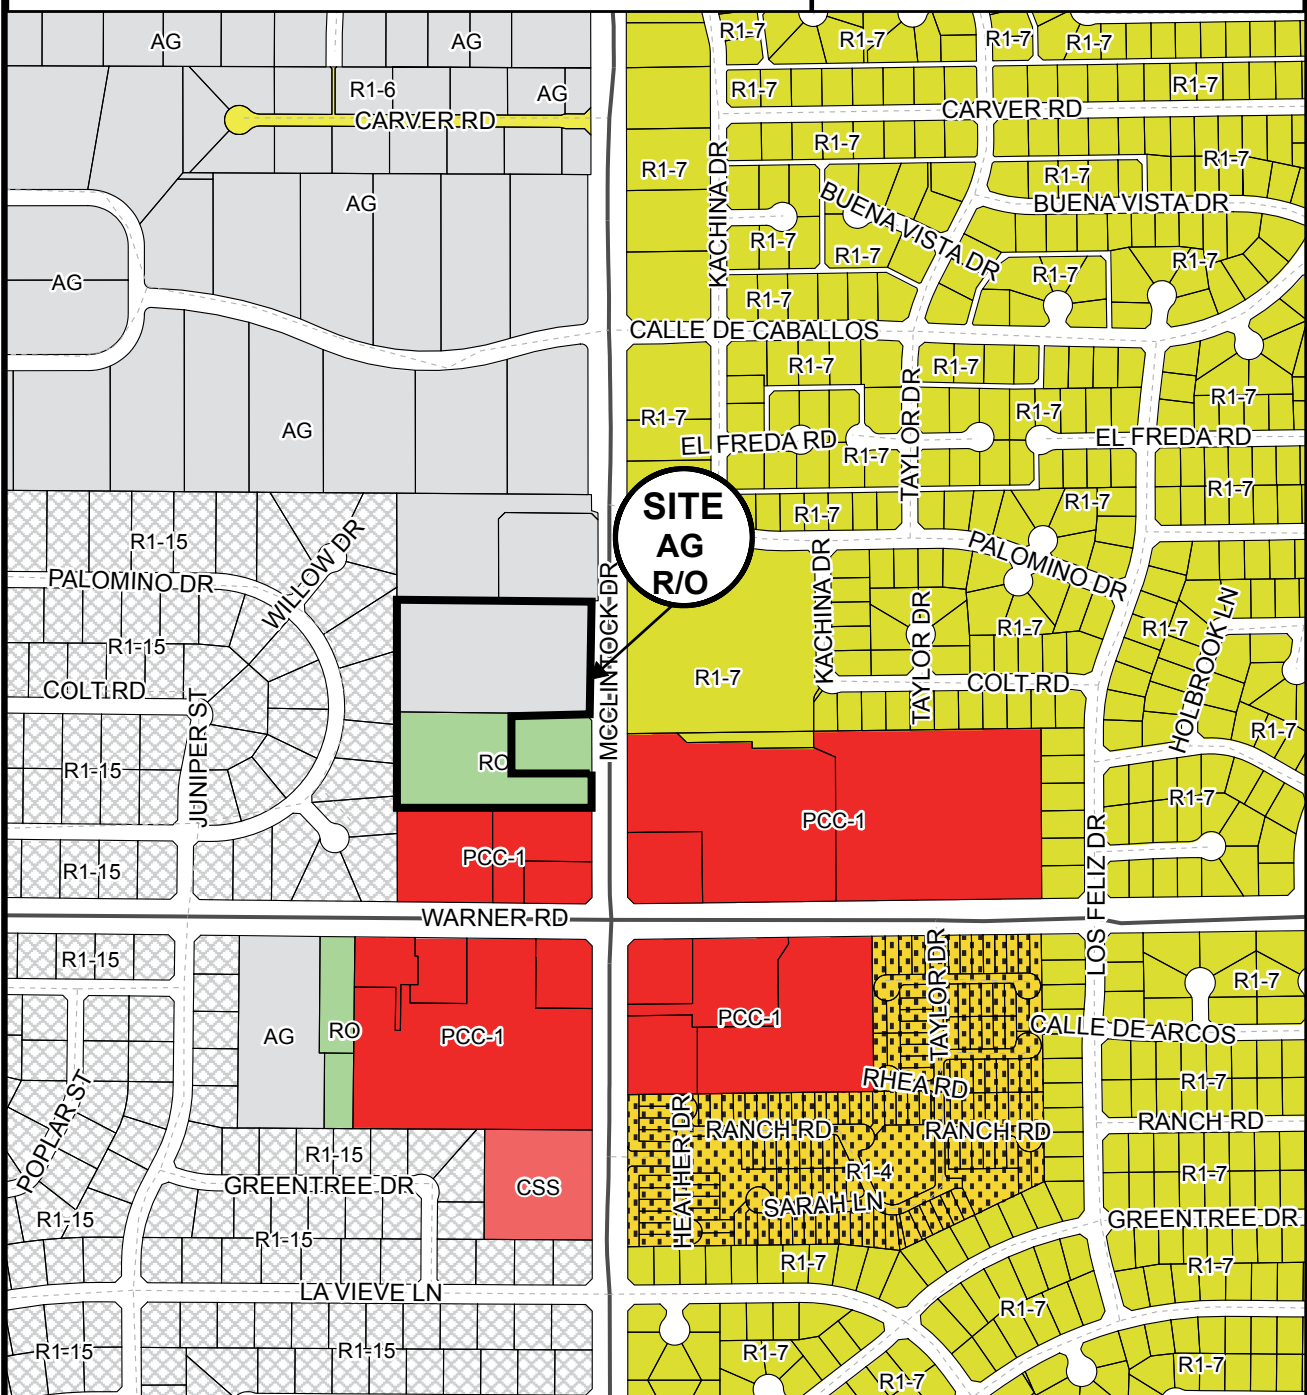 R1-7
AG
AG
R1-7
R1-7
R1-7
R1-6
AG
R1-7
R1-7
CARVER RD
CARVER RD
R1-7
R1-7
R1-7
KACHINA DR
R1-7
AG
BUENA VISTA DR
BUENA VISTA DR
R1-7
R1-7
R1-7
R1-7
AG
R1-7
CALLE DE CABALLOS
R1-7
R1-7
TAYLOR DR
R1-7
R1-7
R1-7
AG
EL FREDA RD
R1-7
EL FREDA RD
R1-7
SITE
AG
R/O
R1-7
R1-7
WILLOW DR
R1-15
PALOMINO DR
PALOMINO DR
KACHINA DR
MCCLINTOCK DR
TAYLOR DR
R1-7
R1-7
HOLBROOK LN
R1-15
R1-7
COLT RD
COLT RD
JUNIPER ST
R1-7
RO
R1-15
R1-7
PCC-1
PCC-1
R1-15
LOS FELIZ DR
WARNER RD
R1-15
TAYLOR DR
R1-7
AG
RO
PCC-1
PCC-1
CALLE DE ARCOS
RHEA RD
R1-7
POPLAR ST
HEATHER DR
RANCH RD
RANCH RD
RANCH RD
R1-15
R1-4
R1-7
GREENTREE DR
CSS
SARAH LN
R1-15
GREENTREE DR
R1-15
R1-7
R1-7
LA VIEVE LN
R1-7
R1-15
R1-15
R1-7
R1-7
R1-7